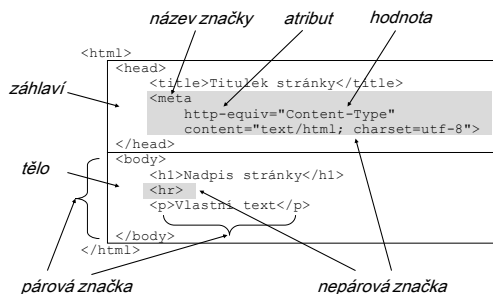 název značky atribut hodnota
<html>
<head>
záhlaví
<title>Titulek stránky</title>
<meta
http-equiv="Content-Type"
content="text/html; charset=utf-8">
</head>
<body>
tělo
<h1>Nadpis stránky</h1>
<hr>
<p>Vlastní text</p>
</body>
</html>
párová značka nepárová značka